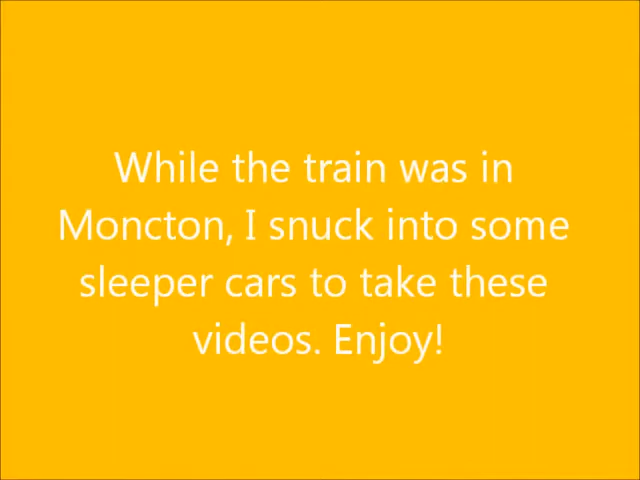 While the train was in
Moncton, I snuck into some
sleeper cars to take these
videos. Enjoy!